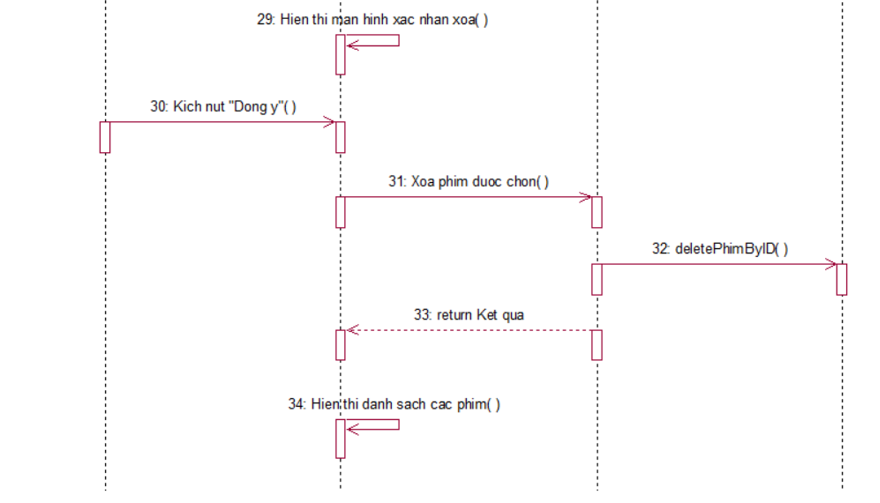 29: Hien thi man hinh xac nhan xoa( )
30: Kich nut "Dong y"( )
31: Xoa phim duoc chon( )
32: deletePhimByID( )
33: return Ket qua
34: Hien thi danh sach cac phim( )